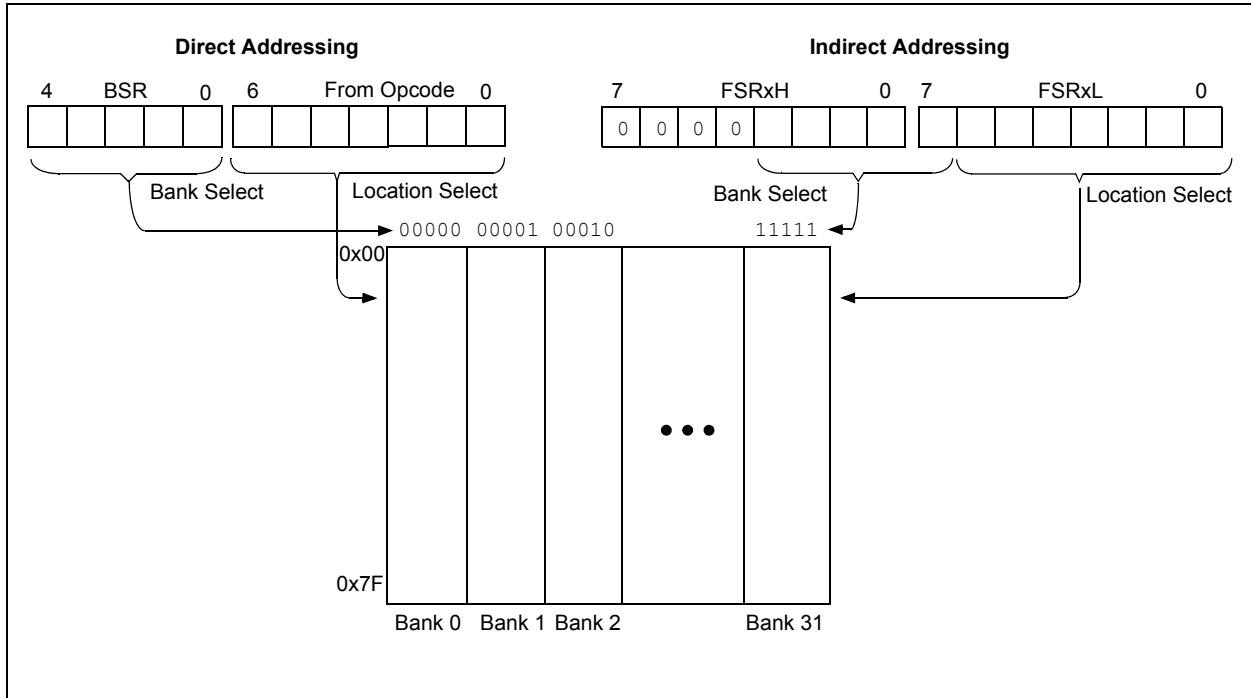 Direct Addressing
Indirect Addressing
4 BSR 0 6 From Opcode 0
7 FSRxH 0 7 FSRxL 0
0 0 0 0
Bank Select
Location Select
Bank Select
Location Select
00000 00001 00010 11111
0x00
0x7F
Bank 0 Bank 1 Bank 2 Bank 31